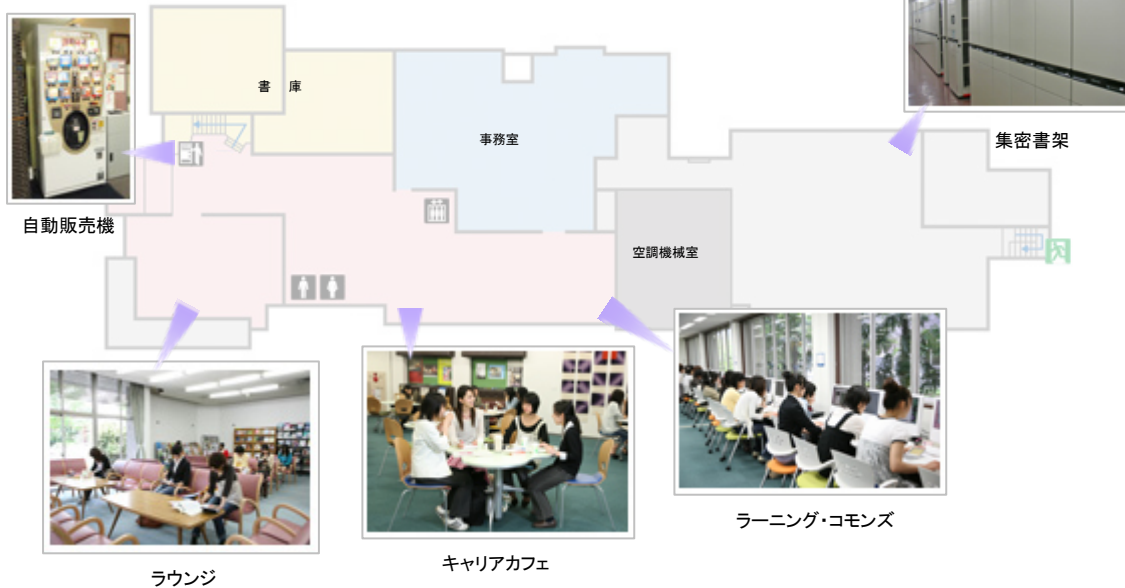 書 庫
事務室
集密書架
自動販売機
空調機械室
ラーニング・コモンズ
キャリアカフェ
ラウンジ